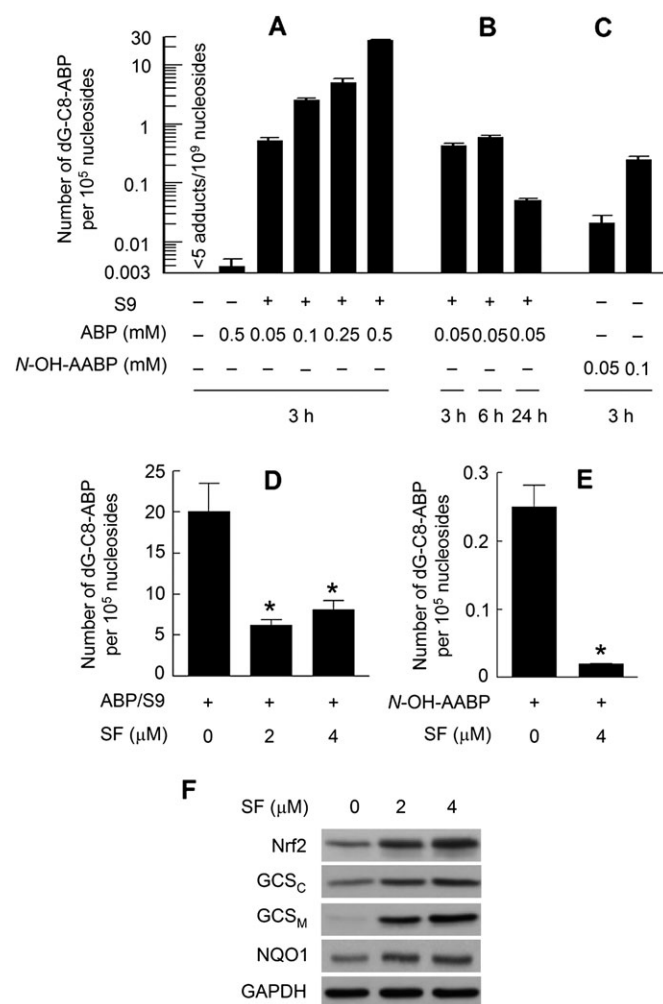 A B C
Number of dG-C8-ABP
per 10⁵ nucleosides
30
10
1
0.1
0.01
0.003
<5 adducts/10⁹ nucleosides
S9 – – + + + + + + + – –
ABP (mM) – 0.5 0.05 0.1 0.25 0.5 0.05 0.05 0.05 – –
N-OH-AABP (mM) – – – – – – – – – 0.05 0.1
3 h 3 h 6 h 24 h 3 h
D
Number of dG-C8-ABP
per 10⁵ nucleosides
25
20
15
10
5
0
* *
ABP/S9 + + +
SF (μM) 0 2 4
E
Number of dG-C8-ABP
per 10⁵ nucleosides
0.3
0.2
0.1
0
*
N-OH-AABP + +
SF (μM) 0 4
F
SF (μM) 0 2 4
Nrf2
GCS_C
GCS_M
NQO1
GAPDH